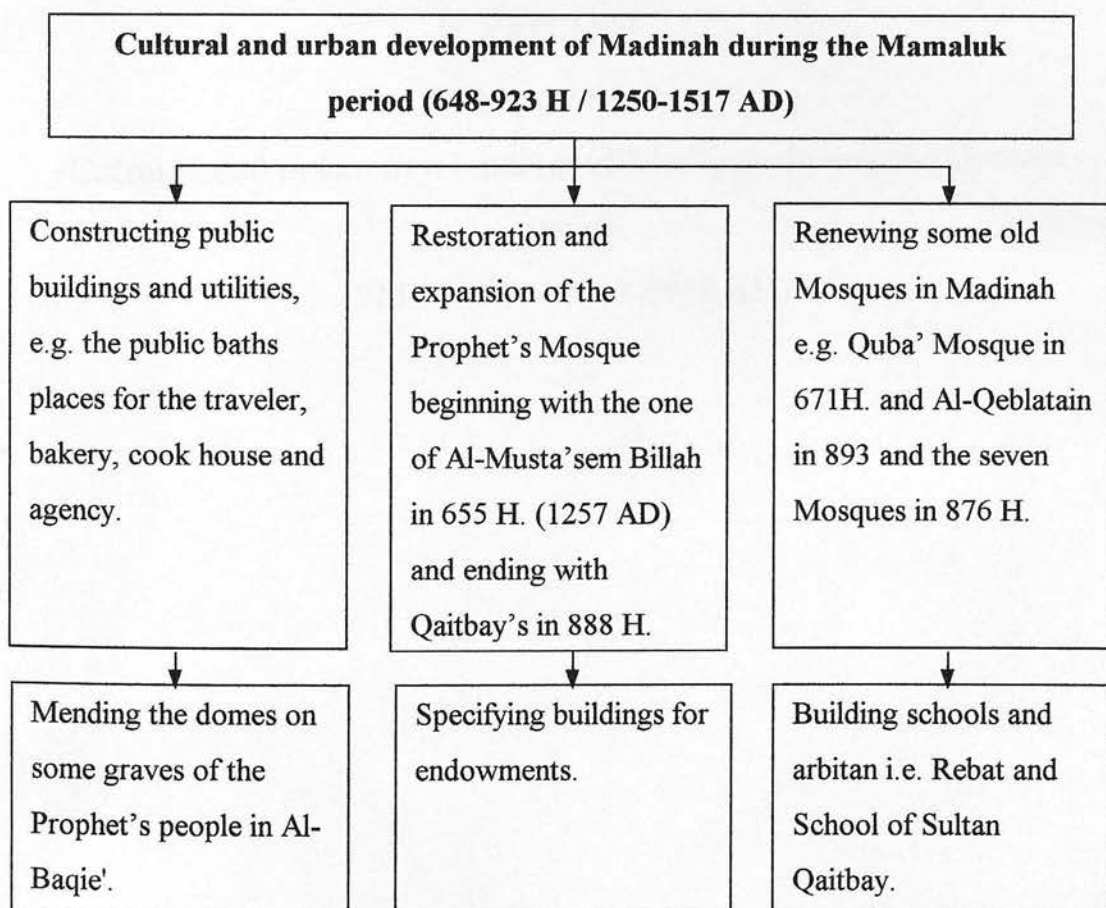 Cultural and urban development of Madinah during the Mamaluk
period (648-923 H / 1250-1517 AD)
Constructing public
buildings and utilities,
e.g. the public baths
places for the traveler,
bakery, cook house and
agency.
Restoration and
expansion of the
Prophet's Mosque
beginning with the one
of Al-Musta'sem Billah
in 655 H. (1257 AD)
and ending with
Qaitbay's in 888 H.
Renewing some old
Mosques in Madinah
e.g. Quba' Mosque in
671H. and Al-Qeblatain
in 893 and the seven
Mosques in 876 H.
Mending the domes on
some graves of the
Prophet's people in Al-
Baqie'.
Specifying buildings for
endowments.
Building schools and
arbitan i.e. Rebat and
School of Sultan
Qaitbay.